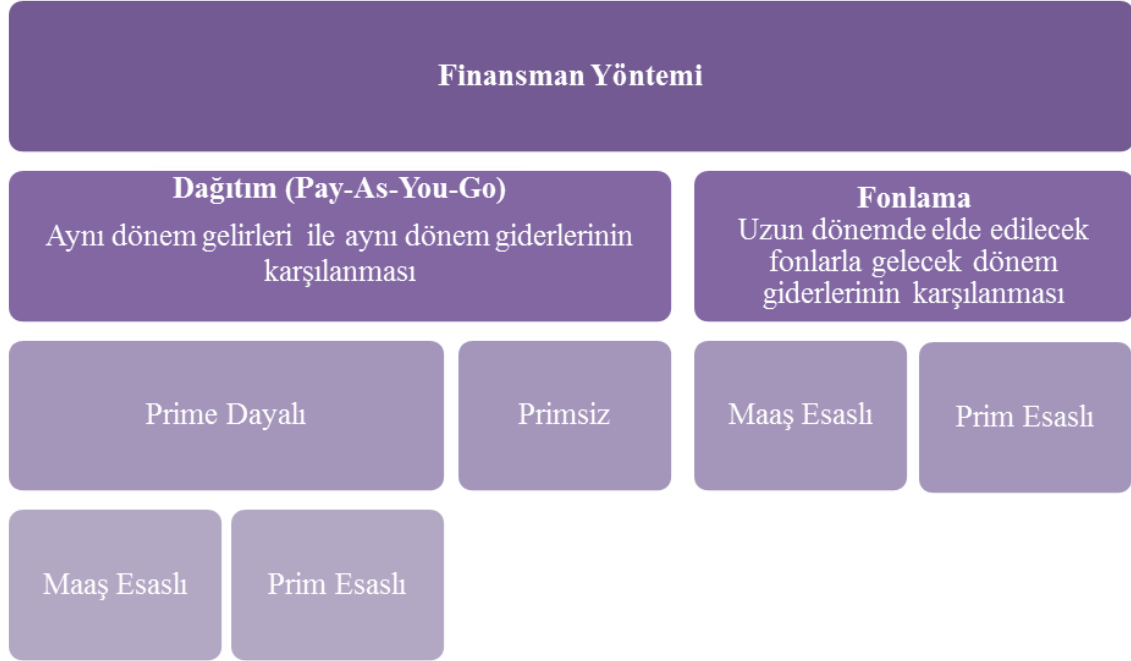 Finansman Yöntemi
Dağıtım (Pay-As-You-Go)
Aynı dönem gelirleri ile aynı dönem giderlerinin
karşılanması
Fonlama
Uzun dönemde elde edilecek
fonlarla gelecek dönem
giderlerinin karşılanması
Prime Dayalı
Primsiz
Maaş Esaslı
Prim Esaslı
Maaş Esaslı
Prim Esaslı